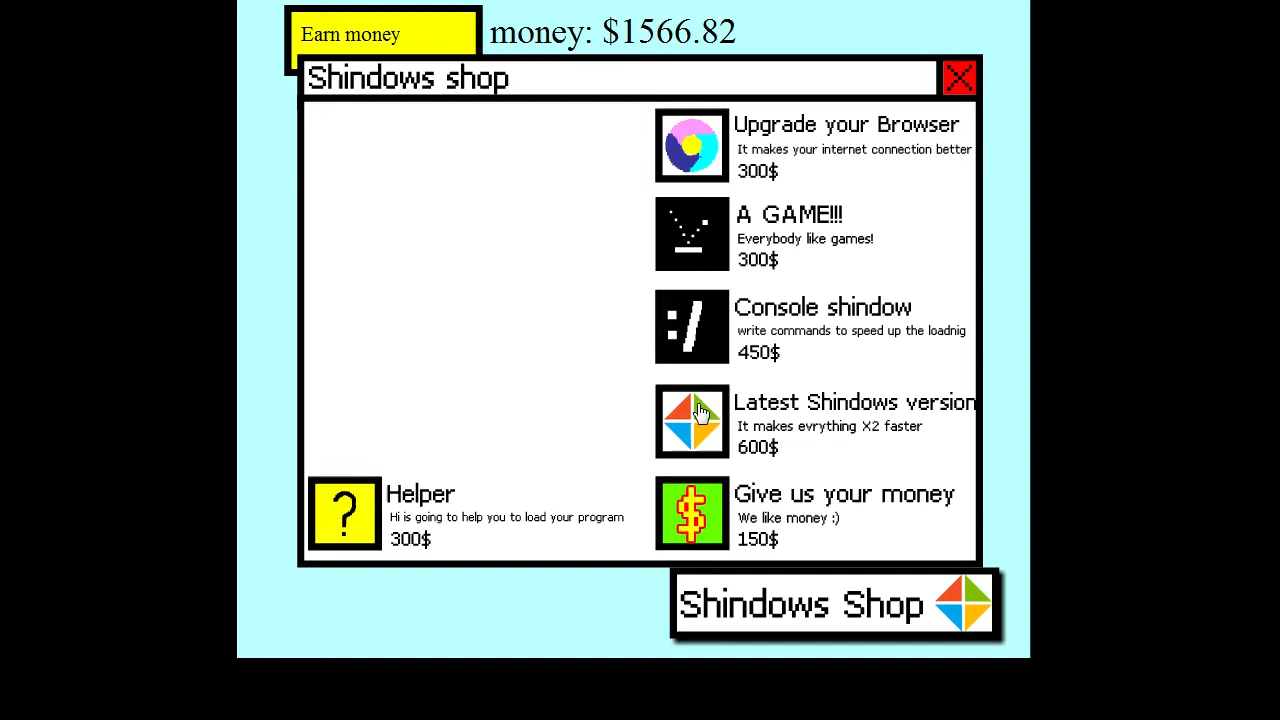 Earn money
money: $1566.82
Shindows shop
Upgrade your Browser
It makes your internet connection better
300$
A GAME!!!
Everybody like games!
300$
:/
Console shindow
write commands to speed up the loadnig
450$
Latest Shindows version
It makes evrything X2 faster
600$
?
Helper
Hi is going to help you to load your program
300$
$
Give us your money
We like money :)
150$
Shindows Shop